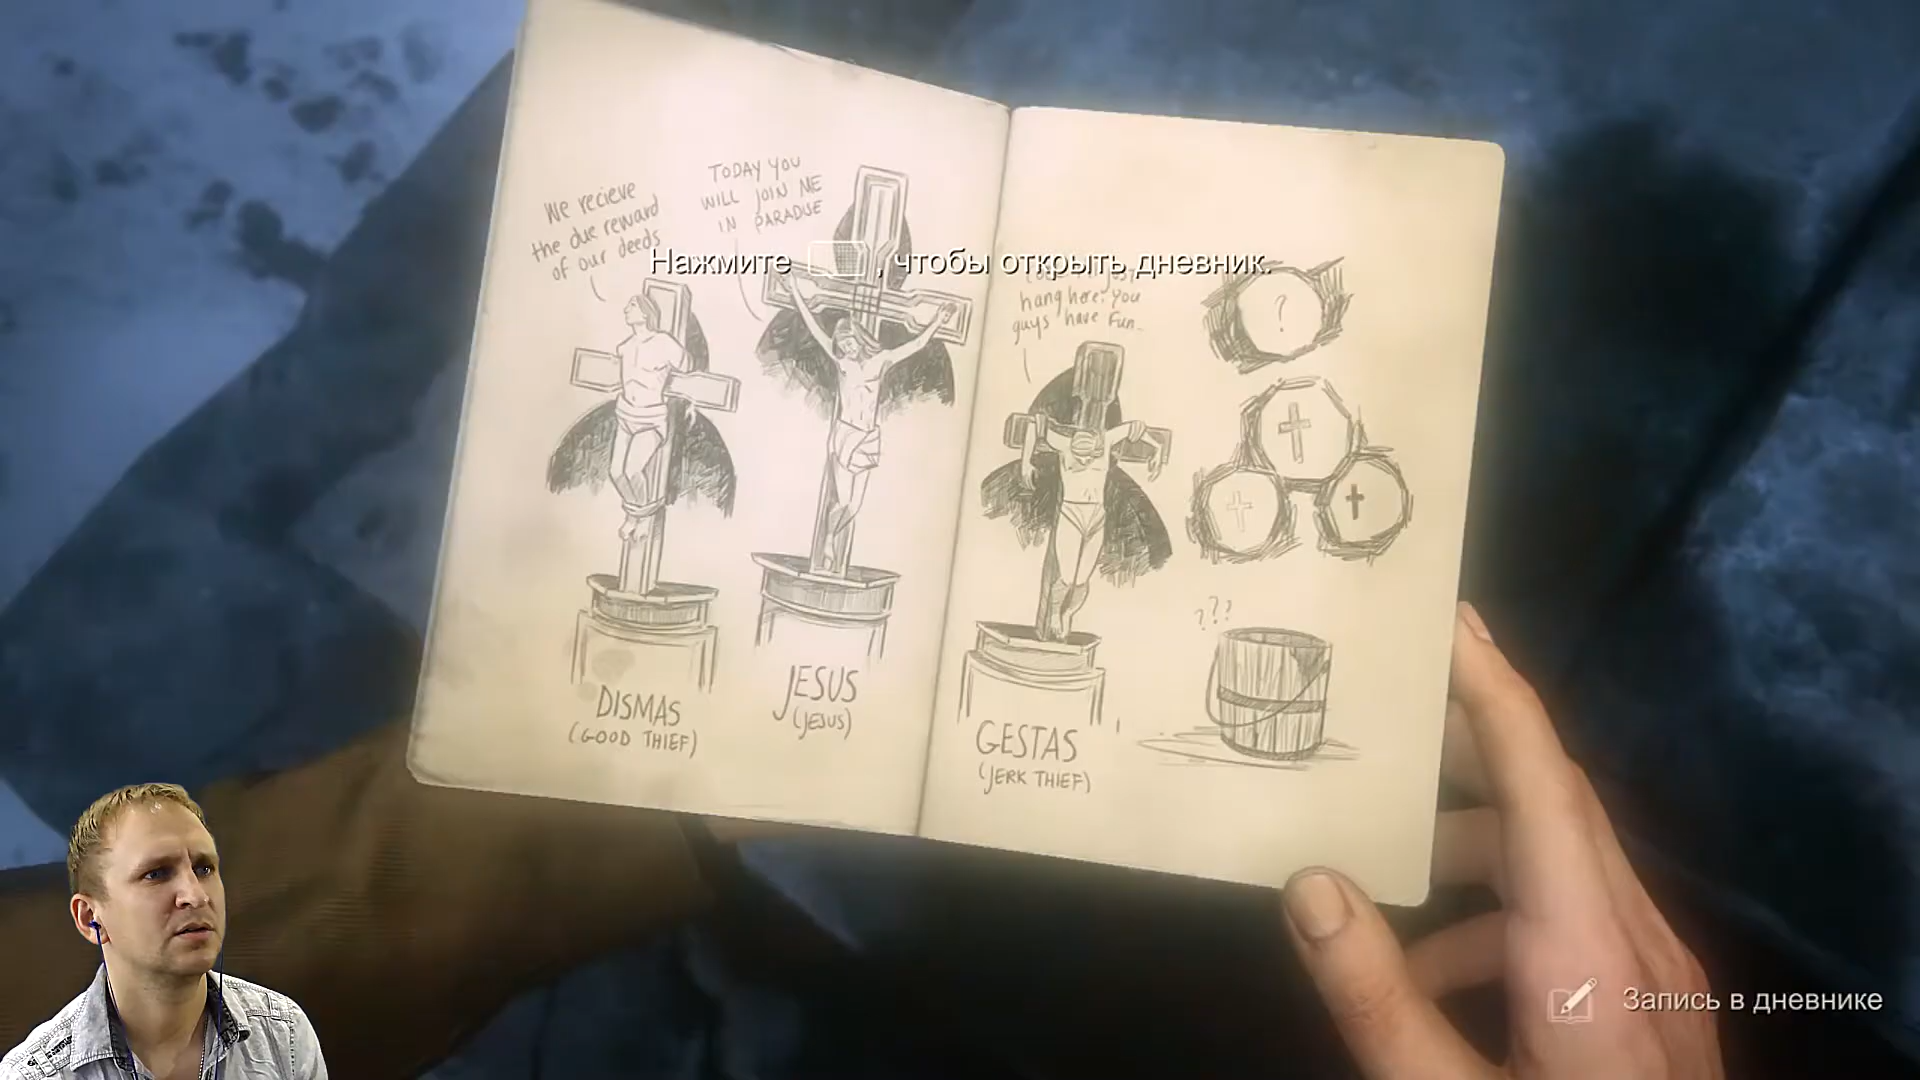 We recieve
the due reward
of our deeds
TODAY YOU
WILL JOIN ME
IN PARADISE
Нажмите , чтобы открыть дневник.
hang here. You
guys have fun..
?
???
DISMAS
(GOOD THIEF)
JESUS
(JESUS)
GESTAS
(JERK THIEF)
Запись в дневнике